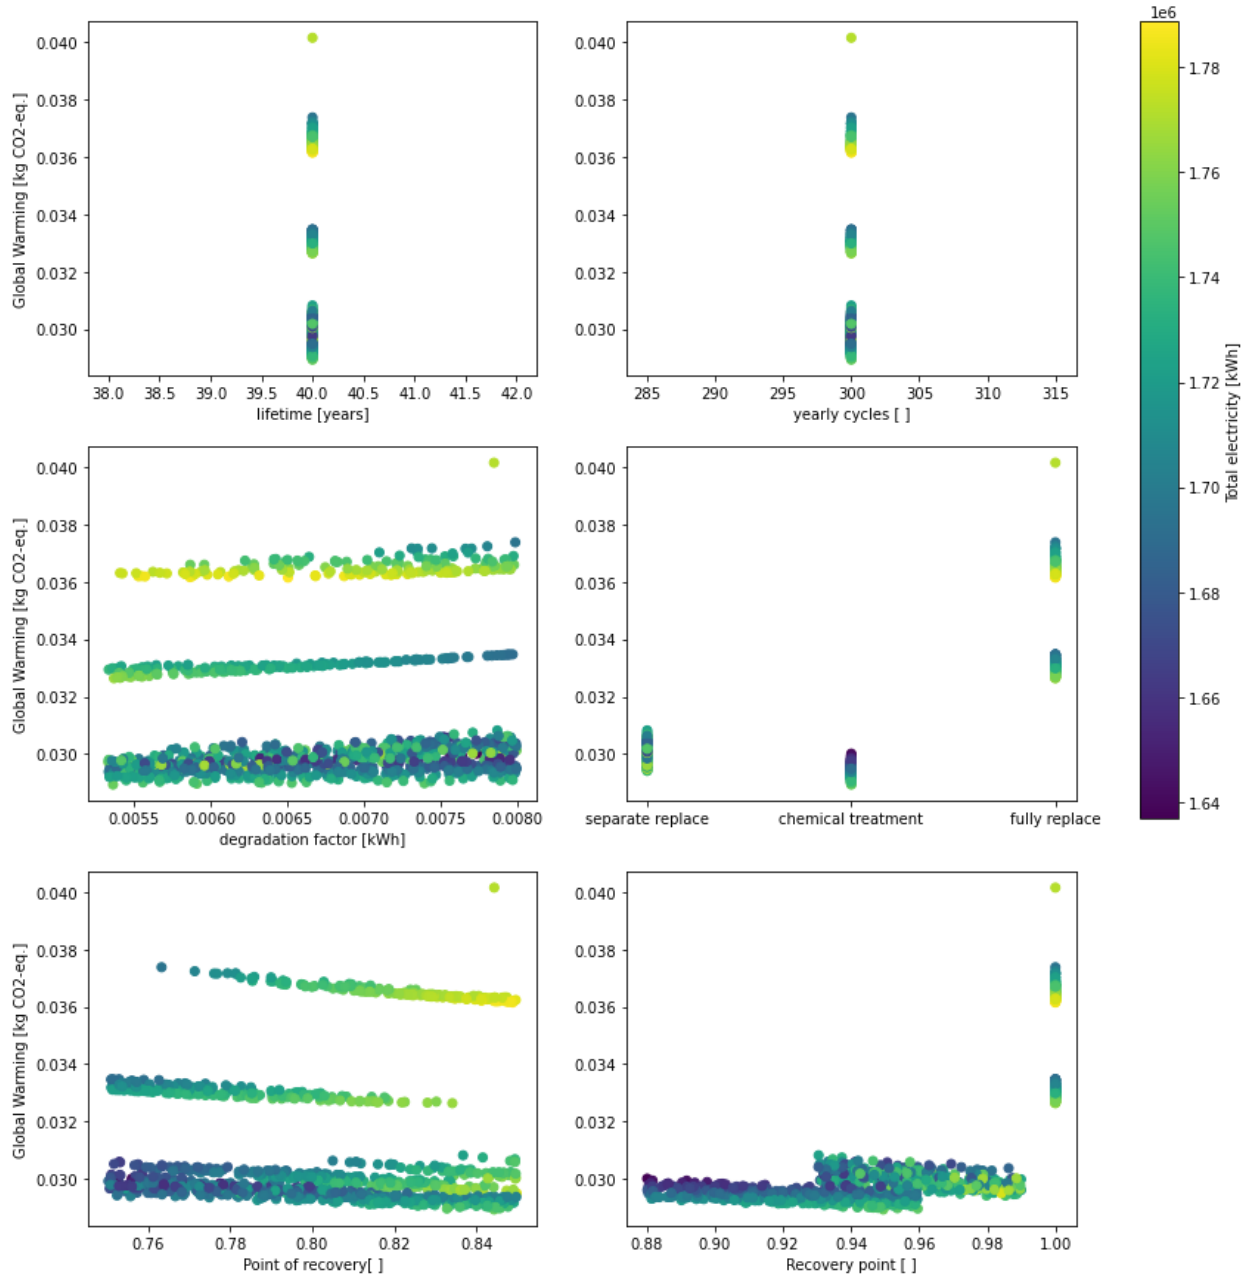 1e6
0.040
0.038
0.036
0.034
0.032
0.030
Global Warming [kg CO2-eq.]
38.0 38.5 39.0 39.5 40.0 40.5 41.0 41.5 42.0
lifetime [years]
0.040
0.038
0.036
0.034
0.032
0.030
285 290 295 300 305 310 315
yearly cycles [ ]
0.040
0.038
0.036
0.034
0.032
0.030
Global Warming [kg CO2-eq.]
0.0055 0.0060 0.0065 0.0070 0.0075 0.0080
degradation factor [kWh]
0.040
0.038
0.036
0.034
0.032
0.030
separate replace chemical treatment fully replace
1.78
1.76
1.74
1.72
1.70
1.68
1.66
1.64
Total electricity [kWh]
0.040
0.038
0.036
0.034
0.032
0.030
Global Warming [kg CO2-eq.]
0.76 0.78 0.80 0.82 0.84
Point of recovery[ ]
0.040
0.038
0.036
0.034
0.032
0.030
0.88 0.90 0.92 0.94 0.96 0.98 1.00
Recovery point [ ]